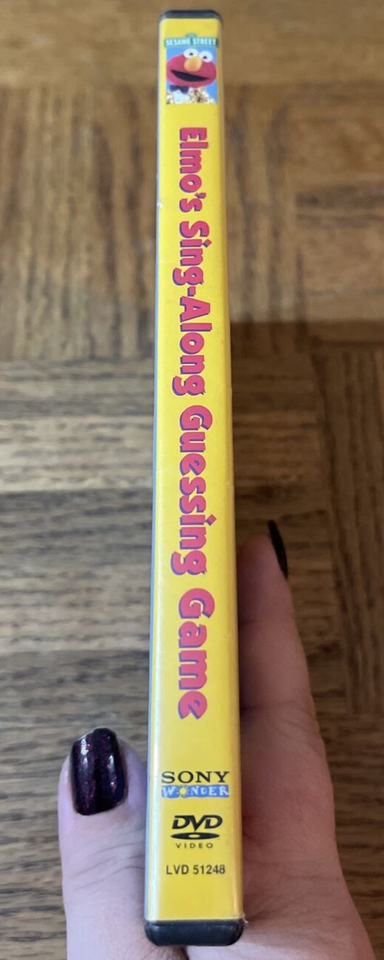 SESAME STREET
Elmo's Sing-Along Guessing Game
SONY
WONDER
DVD
VIDEO
LVD 51248